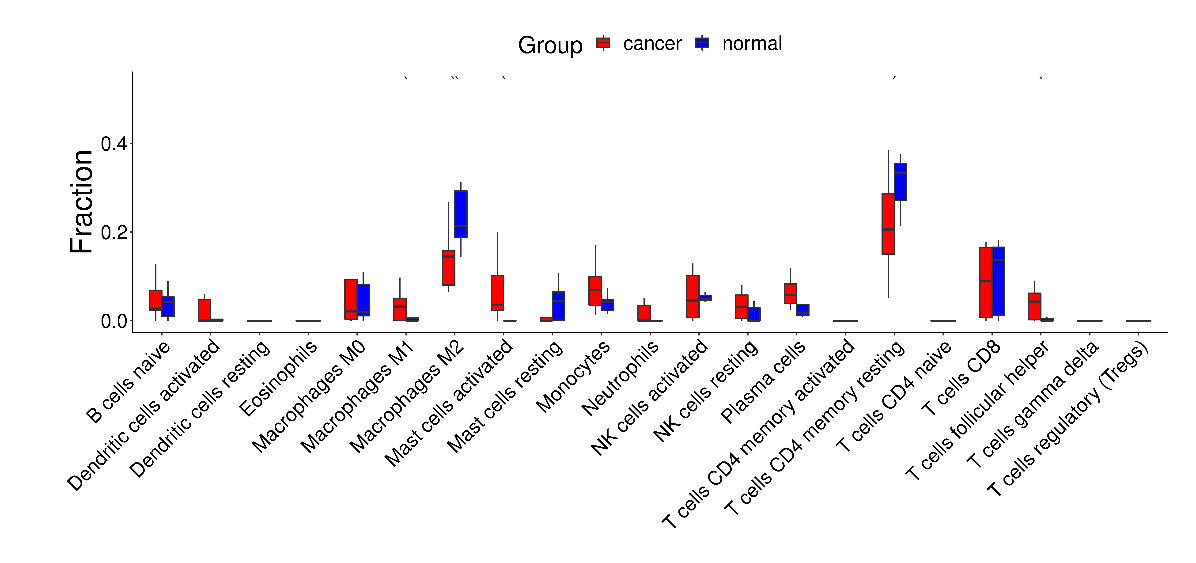 Group cancer normal
Fraction
0.4
0.2
0.0
B cells naive
Dendritic cells activated
Dendritic cells resting
Eosinophils
Macrophages M0
Macrophages M1
Macrophages M2
Mast cells activated
Mast cells resting
Monocytes
Neutrophils
NK cells activated
NK cells resting
Plasma cells
T cells CD4 memory activated
T cells CD4 memory resting
T cells CD4 naive
T cells CD8
T cells follicular helper
T cells gamma delta
T cells regulatory (Tregs)